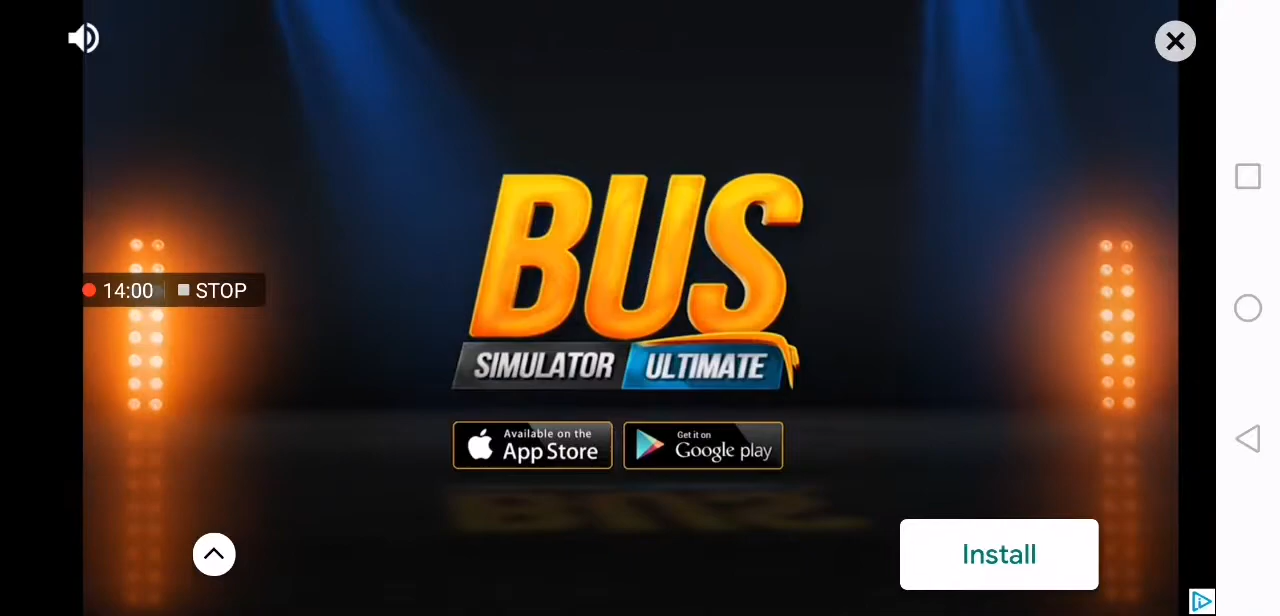 14:00 STOP
BUS
SIMULATOR ULTIMATE
Available on the
App Store
Get it on
Google play
Install